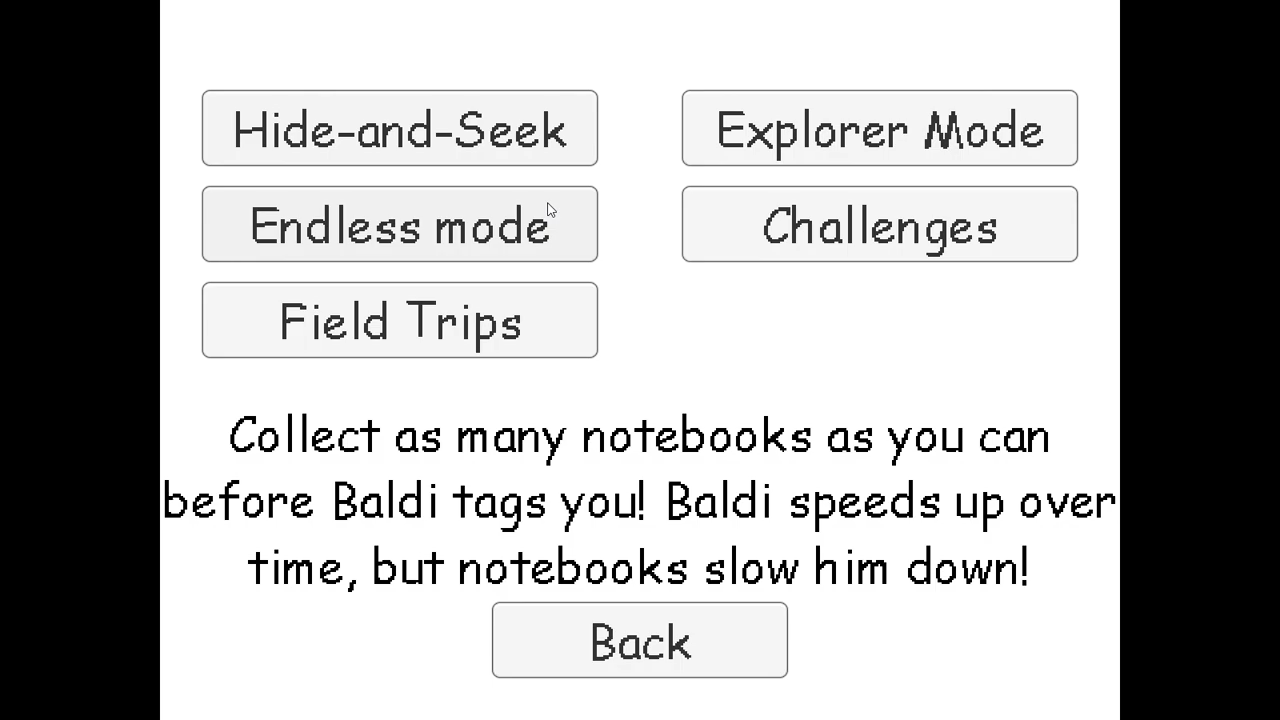 Hide-and-Seek
Explorer Mode
Endless mode
Challenges
Field Trips
Collect as many notebooks as you can
before Baldi tags you! Baldi speeds up over
time, but notebooks slow him down!
Back